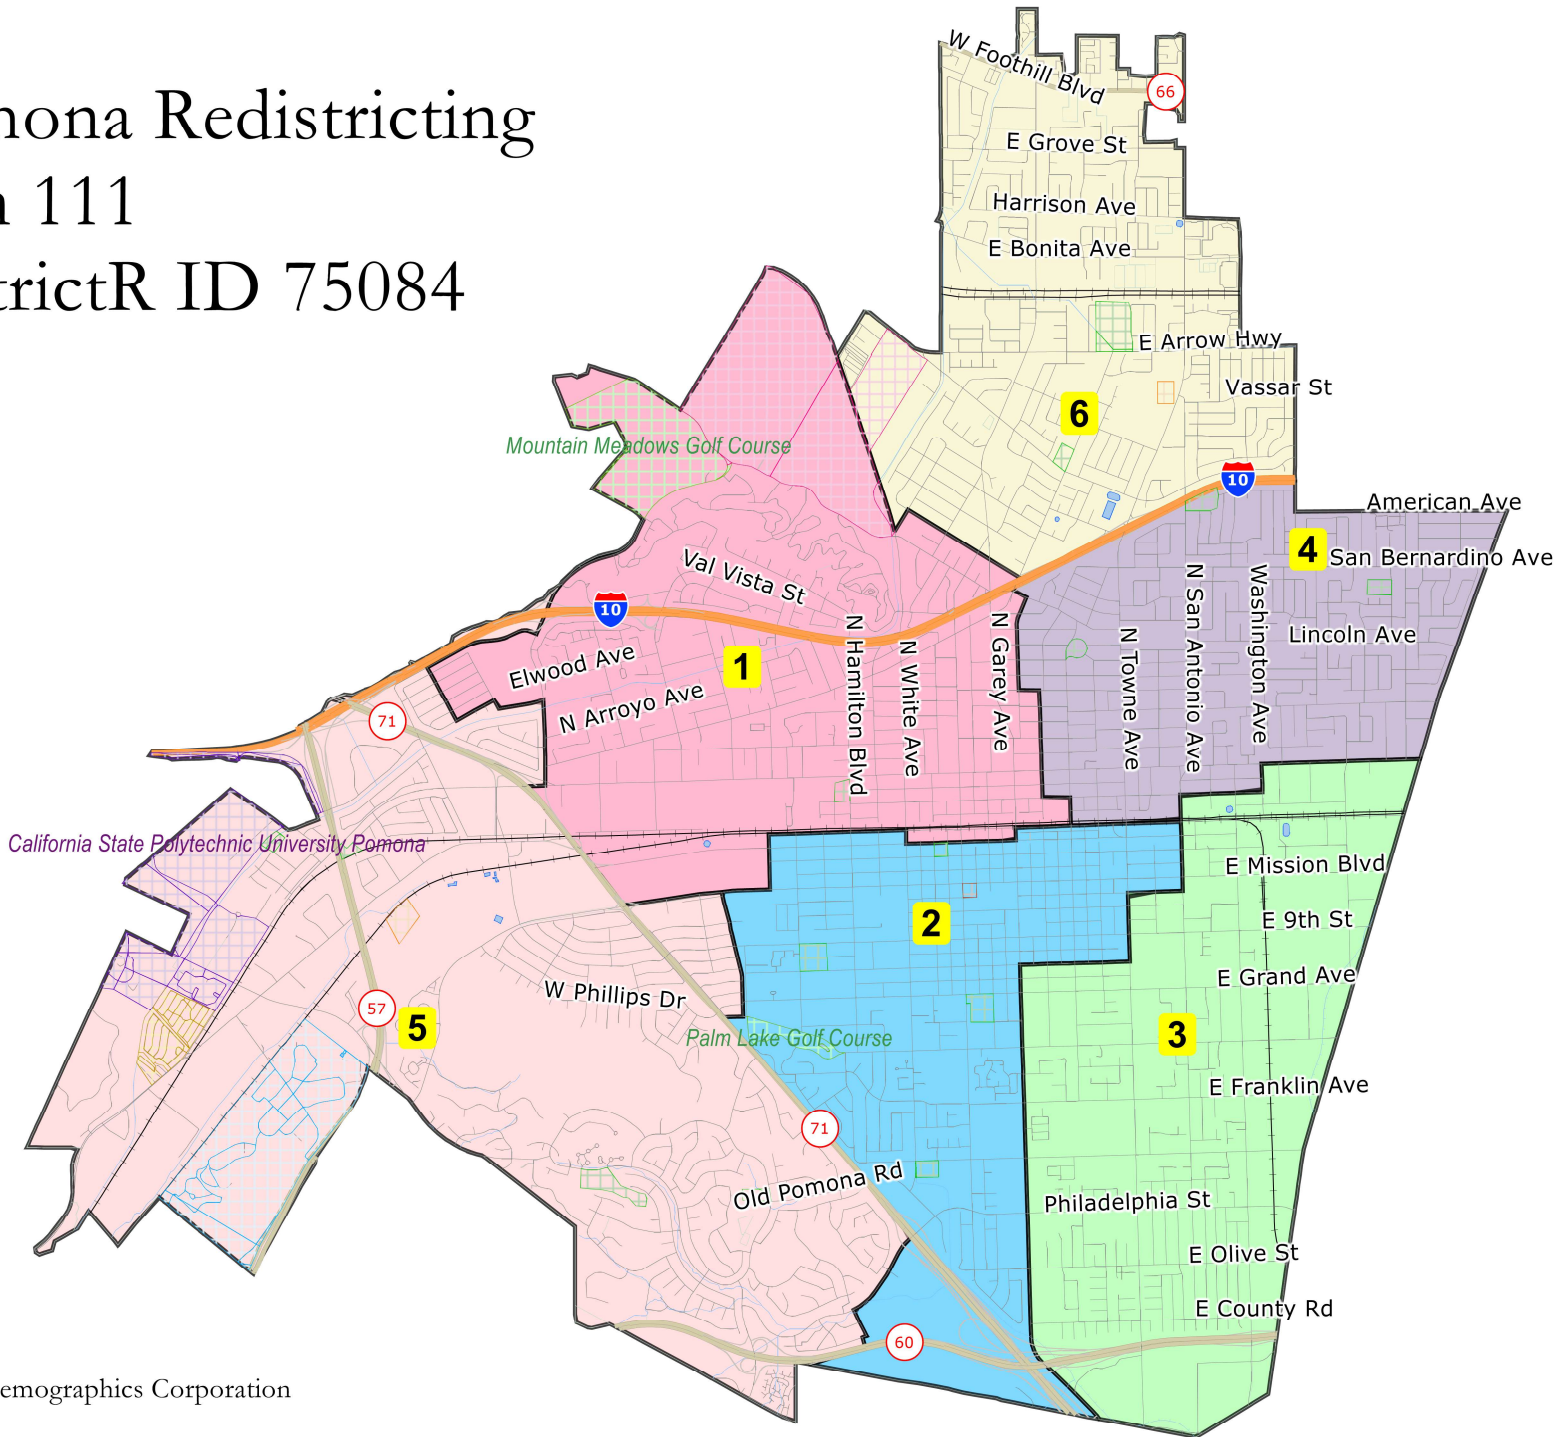 nona Redistricting
n 111
trictR ID 75084
W Foothill Blvd
66
E Grove St
Harrison Ave
E Bonita Ave
E Arrow Hwy
Vassar St
6
Mountain Meadows Golf Course
10
American Ave
4
San Bernardino Ave
Val Vista St
10
N San Antonio Ave
Washington Ave
N Hamilton Blvd
N White Ave
N Garey Ave
N Towne Ave
Lincoln Ave
Elwood Ave
1
N Arroyo Ave
71
California State Polytechnic University Pomona
E Mission Blvd
2
E 9th St
E Grand Ave
W Phillips Dr
57
5
Palm Lake Golf Course
3
E Franklin Ave
71
Old Pomona Rd
Philadelphia St
E Olive St
E County Rd
60
emographics Corporation